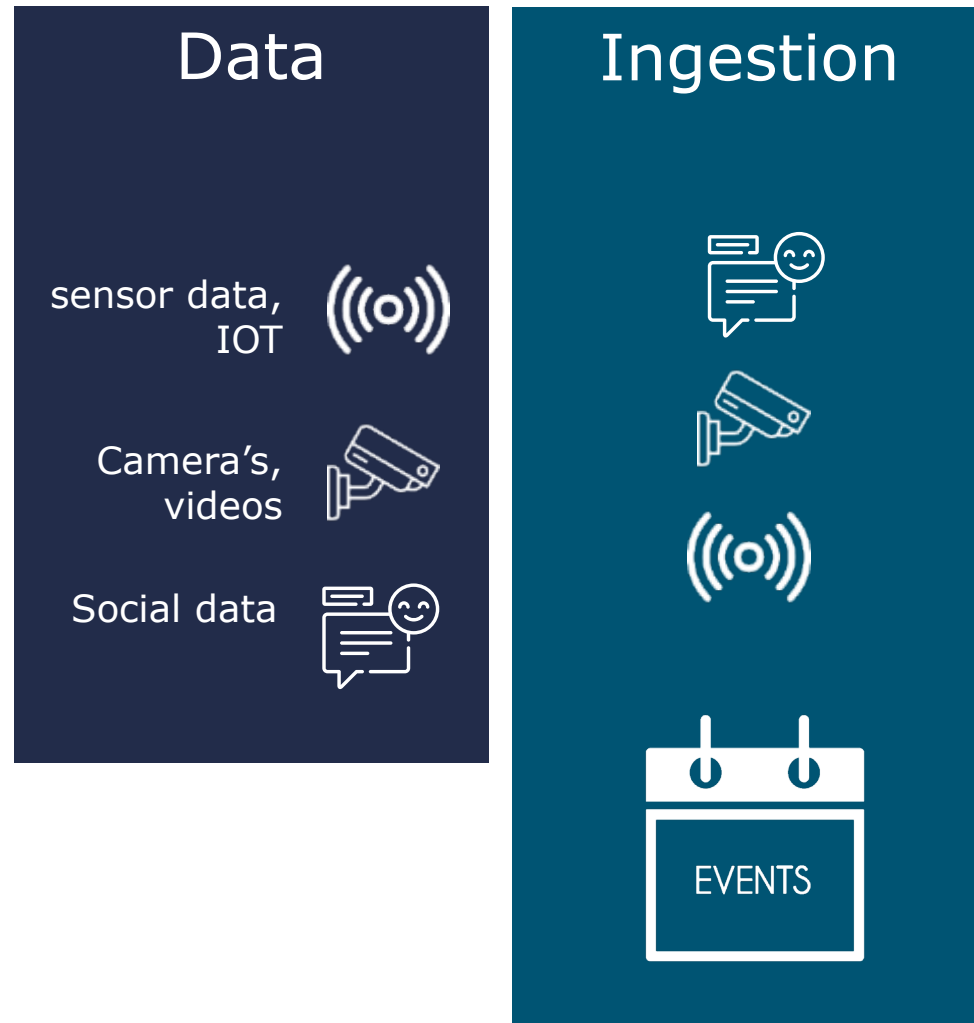 Data
sensor data,
IOT
Camera’s,
videos
Social data
Ingestion
EVENTS